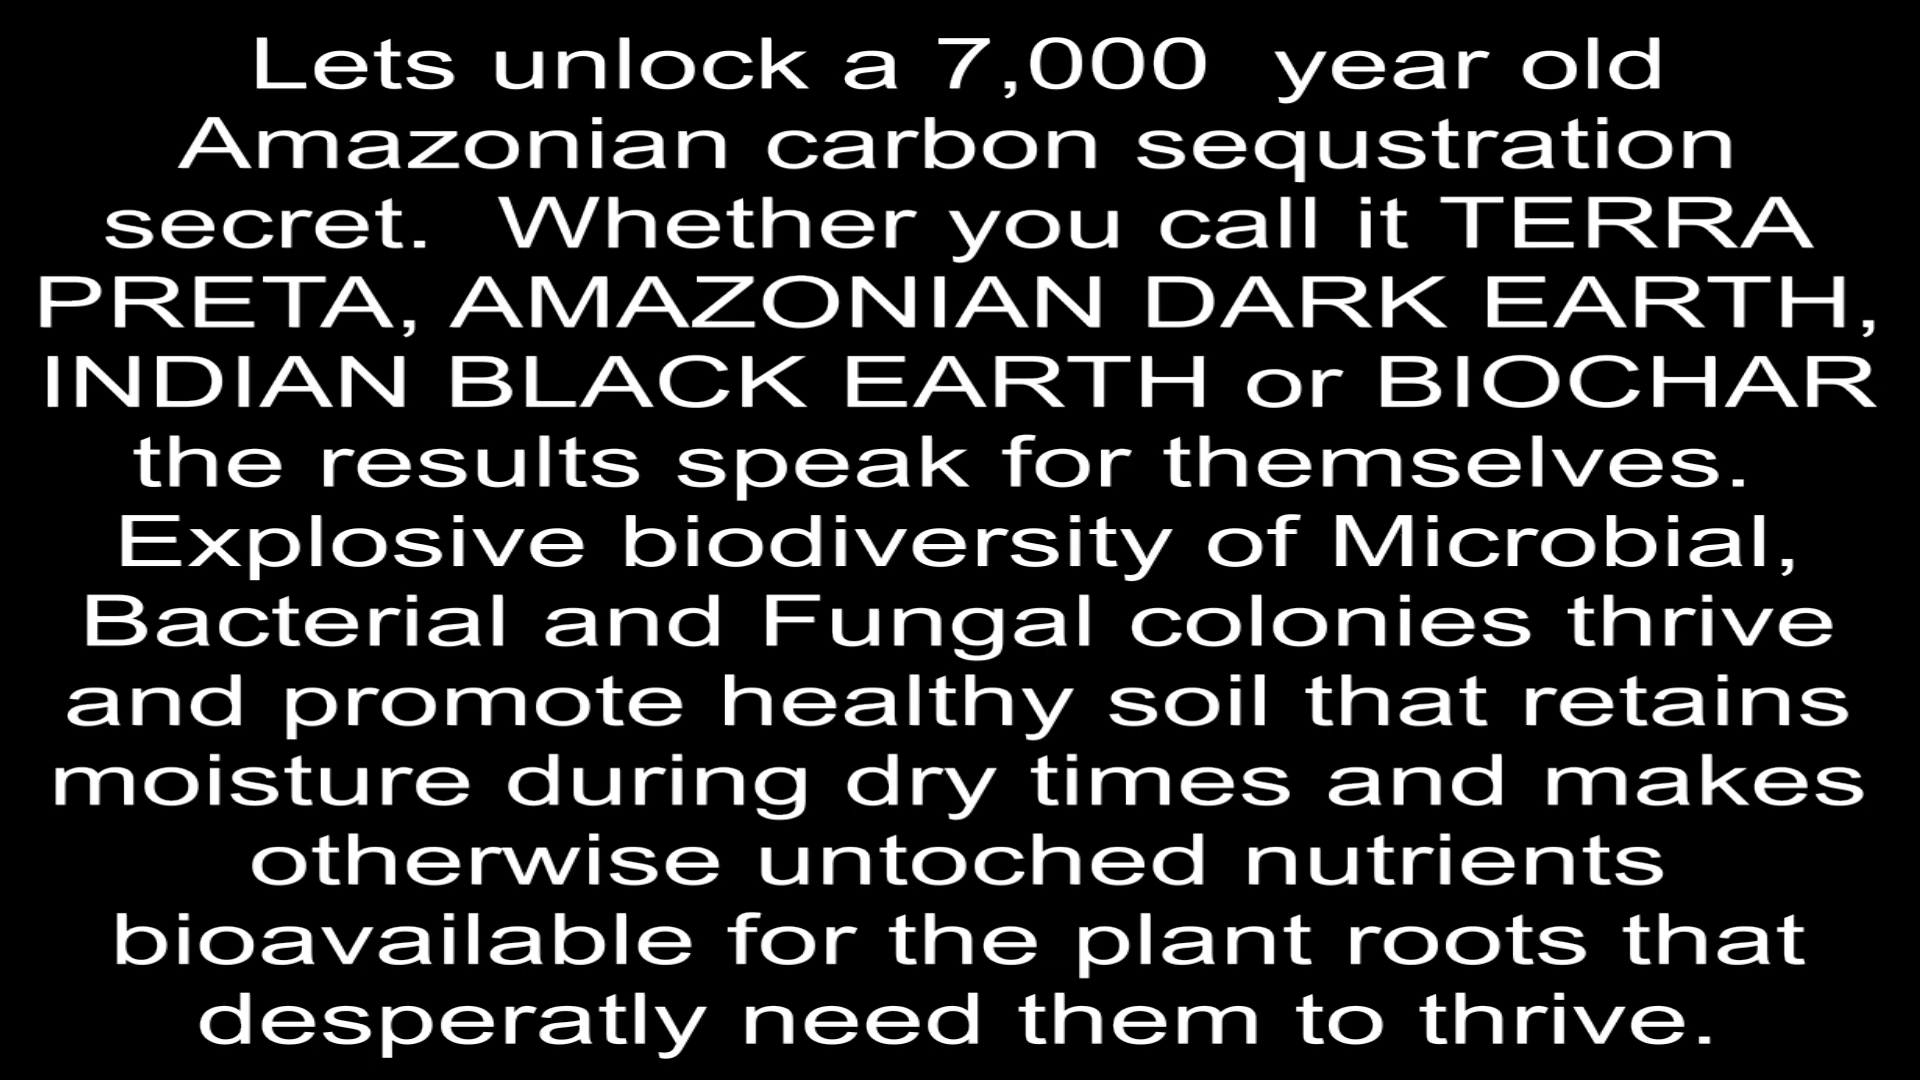 Lets unlock a 7,000  year old
Amazonian carbon sequstration
secret.  Whether you call it TERRA
PRETA, AMAZONIAN DARK EARTH,
INDIAN BLACK EARTH or BIOCHAR
the results speak for themselves.
Explosive biodiversity of Microbial,
Bacterial and Fungal colonies thrive
and promote healthy soil that retains
moisture during dry times and makes
otherwise untoched nutrients
bioavailable for the plant roots that
desperatly need them to thrive.